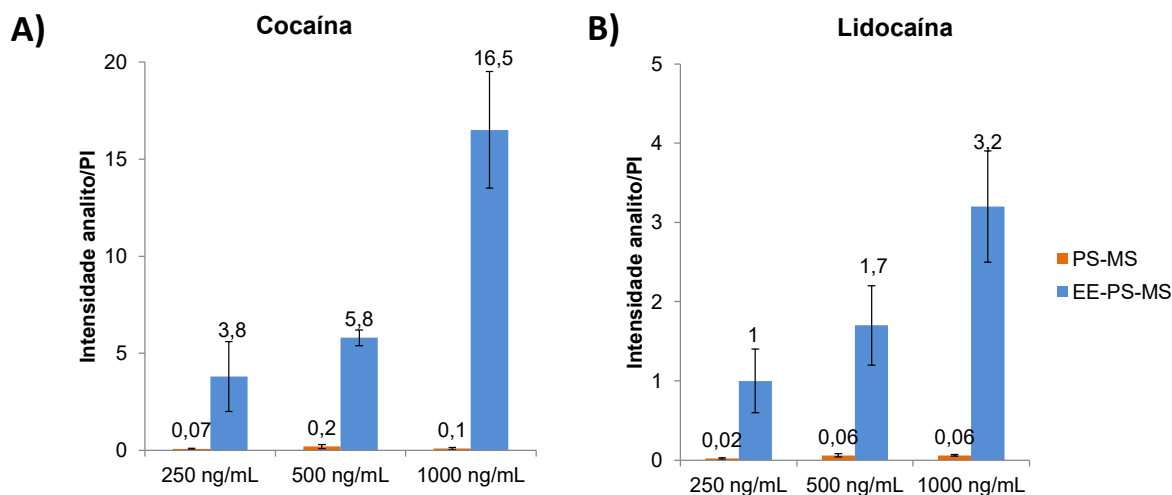 A)
Cocaína
Intensidade analito/PI
20
15
10
5
0
0,07
3,8
0,2
5,8
0,1
16,5
250 ng/mL
500 ng/mL
1000 ng/mL
B)
Lidocaína
Intensidade analito/PI
5
4
3
2
1
0
0,02
1
0,06
1,7
0,06
3,2
250 ng/mL
500 ng/mL
1000 ng/mL
PS-MS
EE-PS-MS